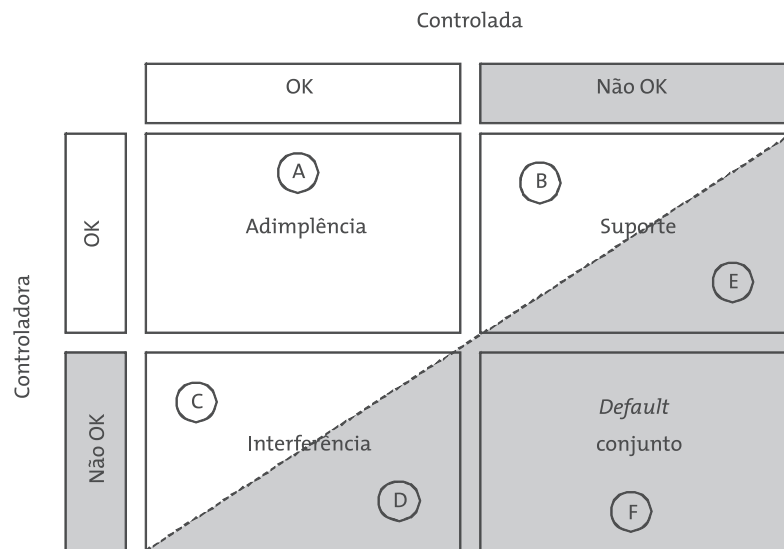 Controlada
OK
Não OK
Controladora
OK
A
Adimplência
B
Suporte
E
Não OK
C
Interferência
D
Default
conjunto
F